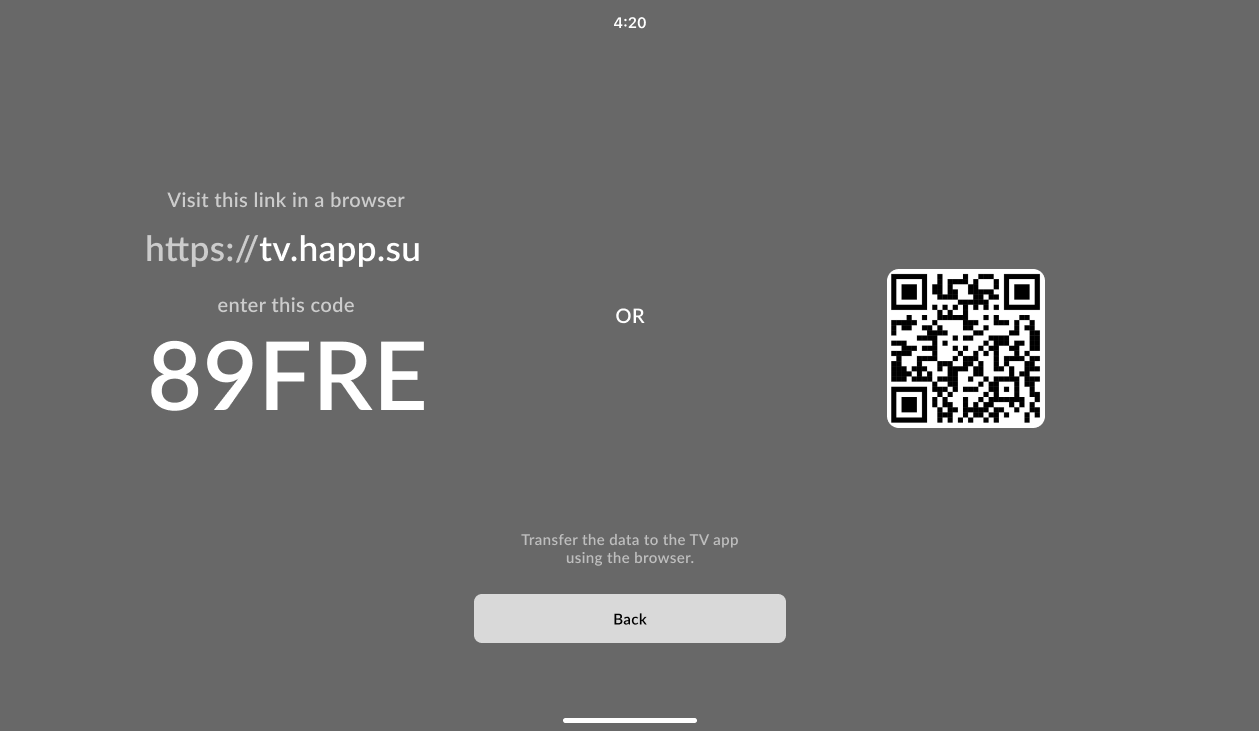 4:20
Visit this link in a browser
https://tv.happ.su
enter this code
89FRE
OR
Transfer the data to the TV app
using the browser.
Back